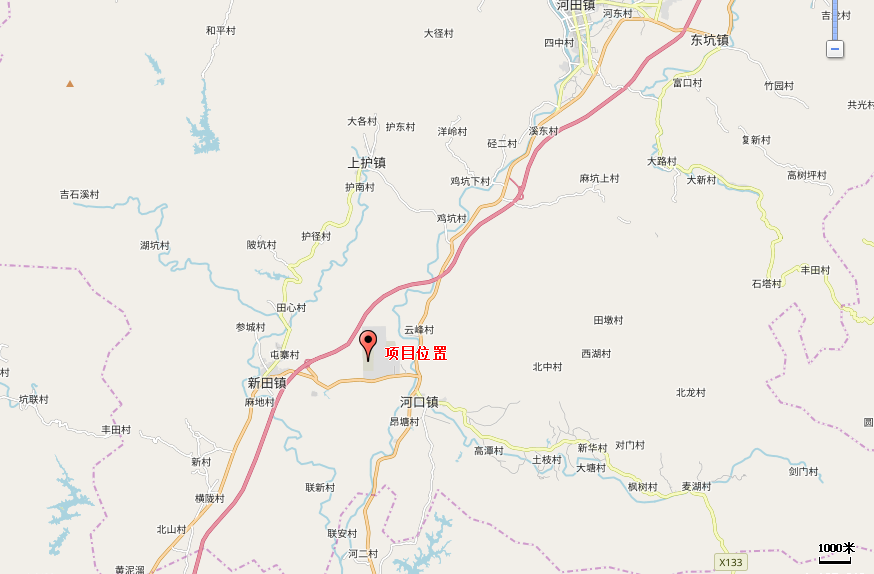 河田镇
河东村
吉龙村
和平村
大径村
四中村
东坑镇
富口村
竹园村
共光村
大各村
护东村
洋岭村
硁二村
溪东村
复新村
上护镇
大路村
高树坪村
护南村
鸡坑下村
麻坑上村
大新村
吉石溪村
鸡坑村
湖坑村
陂坑村
护径村
丰田村
石塔村
田心村
参城村
云峰村
田墩村
项目位置
屯寨村
西湖村
北中村
新田镇
麻地村
河口镇
北龙村
坑联村
昂塘村
圆
丰田村
高潭村
新华村
对门村
土枝村
大塘村
新村
剑门村
联新村
枫树村
麦湖村
横陇村
北山村
联安村
河二村
1000米
X133
黄泥溜